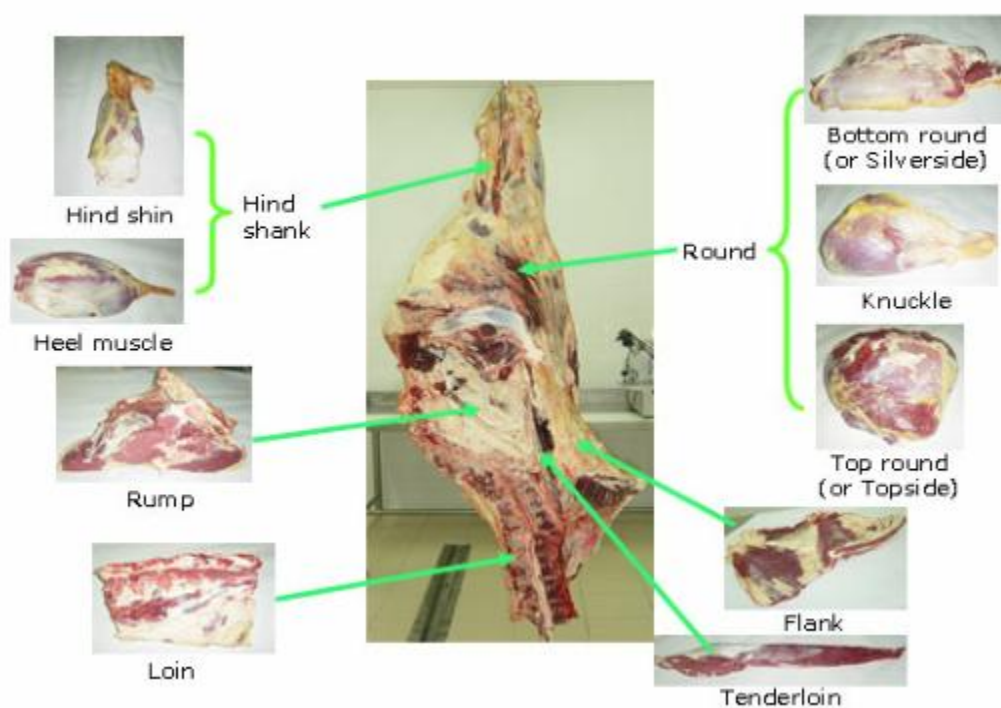 Hind shin
Heel muscle
Hind
shank
Rump
Loin
Bottom round
(or Silverside)
Round
Knuckle
Top round
(or Topside)
Flank
Tenderloin